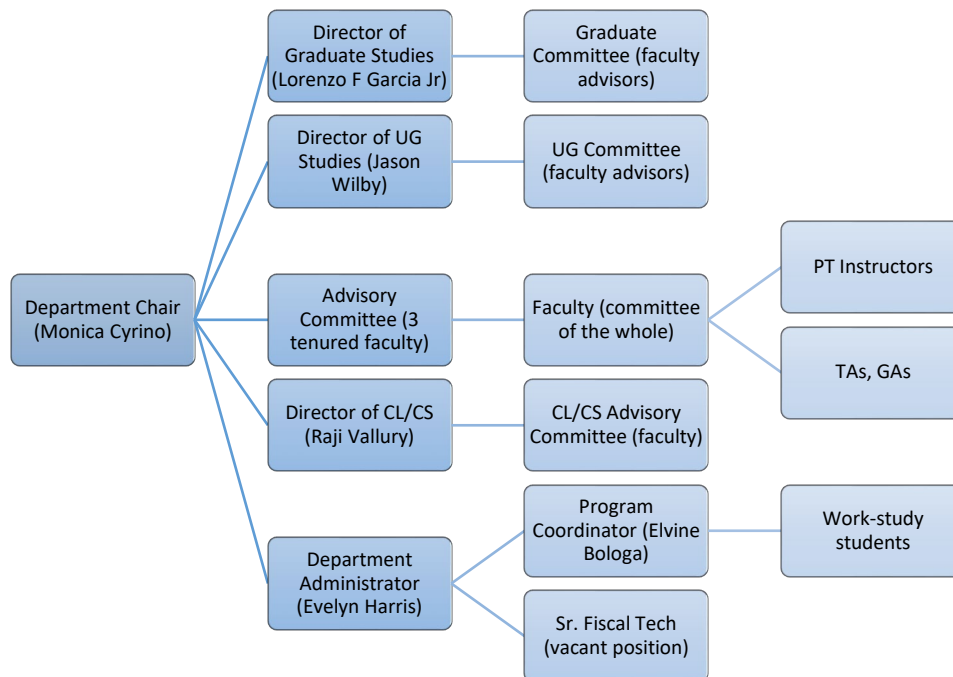 Director of
Graduate Studies
(Lorenzo F Garcia Jr)
Graduate
Committee (faculty
advisors)
Director of UG
Studies (Jason
Wilby)
UG Committee
(faculty advisors)
Department Chair
(Monica Cyrino)
Advisory
Committee (3
tenured faculty)
Faculty (committee
of the whole)
PT Instructors
TAs, GAs
Director of CL/CS
(Raji Vallury)
CL/CS Advisory
Committee (faculty)
Department
Administrator
(Evelyn Harris)
Program
Coordinator (Elvine
Bologa)
Work-study
students
Sr. Fiscal Tech
(vacant position)